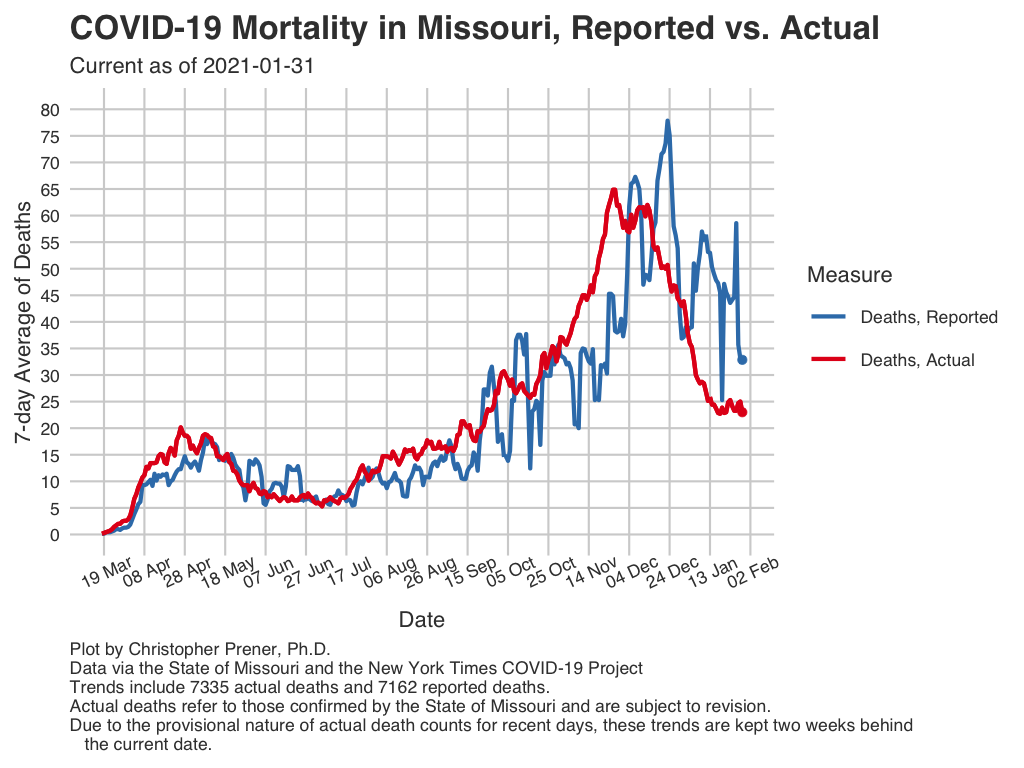 COVID-19 Mortality in Missouri, Reported vs. Actual
Current as of 2021-01-31
80
75
70
65
60
55
50
45
40
35
30
25
20
15
10
5
0
7-day Average of Deaths
19 Mar
08 Apr
28 Apr
18 May
07 Jun
27 Jun
17 Jul
06 Aug
26 Aug
15 Sep
05 Oct
25 Oct
14 Nov
04 Dec
24 Dec
13 Jan
02 Feb
Date
Measure
Deaths, Reported
Deaths, Actual
Plot by Christopher Prener, Ph.D.
Data via the State of Missouri and the New York Times COVID-19 Project
Trends include 7335 actual deaths and 7162 reported deaths.
Actual deaths refer to those confirmed by the State of Missouri and are subject to revision.
Due to the provisional nature of actual death counts for recent days, these trends are kept two weeks behind
the current date.